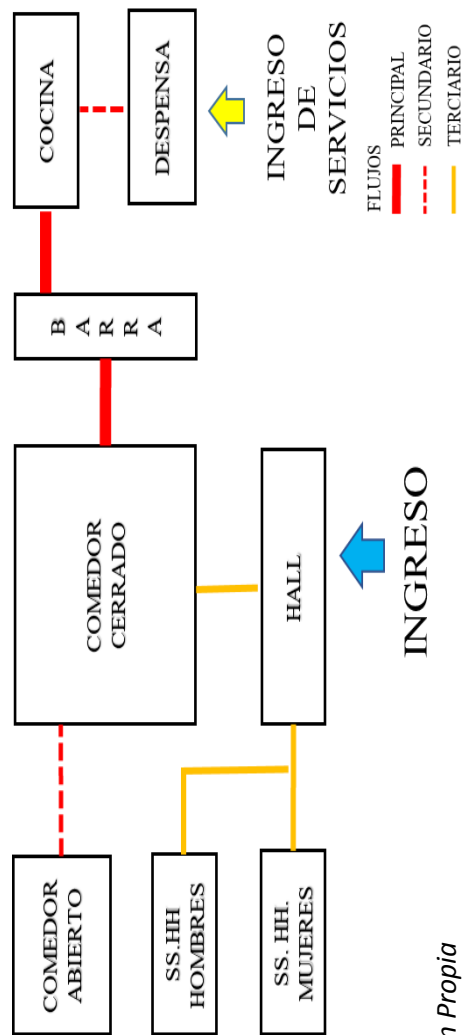 COMEDOR
ABIERTO
SS.HH
HOMBRES
SS. HH.
MUJERES
COMEDOR
CERRADO
HALL
INGRESO
B
A
R
R
A
COCINA
DESPENSA
INGRESO
DE
SERVICIOS
FLUJOS
PRINCIPAL
SECUNDARIO
TERCIARIO
Propia